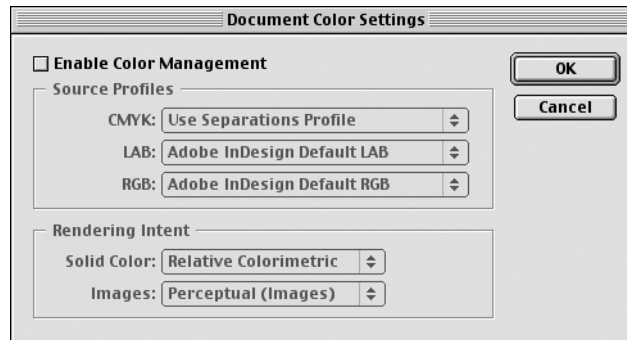 Document Color Settings
Enable Color Management
OK
Cancel
Source Profiles
CMYK: Use Separations Profile
LAB: Adobe InDesign Default LAB
RGB: Adobe InDesign Default RGB
Rendering Intent
Solid Color: Relative Colorimetric
Images: Perceptual (Images)